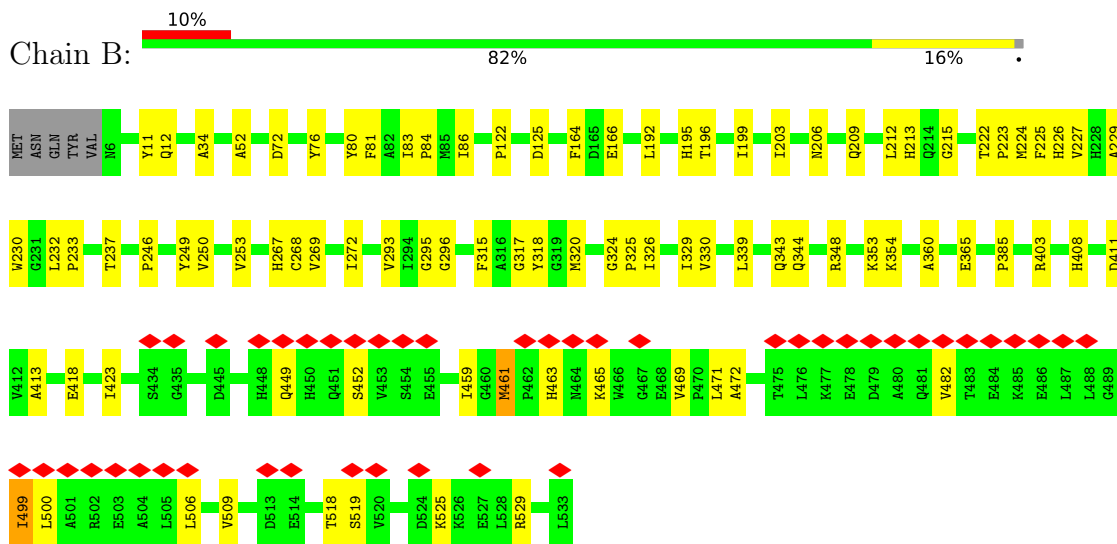 10%
Chain B:
82% 16% •
MET ASN GLN TYR VAL N6 Y11 Q12 A34 A52 D72 Y76 Y80 F81 A82 I83 P84 M85 I86 P122 D125 F164 D165 E166 L192 H195 T196 I199 I203 N206 Q209 L212 H213 Q214 G215 T222 P223 M224 F225 H226 V227 H228 A229
W230 G231 L232 P233 T237 P246 Y249 V250 V253 H267 C268 V269 I272 V293 I294 G295 G296 F315 A316 G317 Y318 G319 M320 G324 P325 I326 I329 V330 L339 Q343 Q344 R348 K353 K354 A360 E365 P385 R403 H408 D411
V412 A413 E418 I423 S434 G435 D445 H448 Q449 H450 Q451 S452 V453 S454 E455 I459 G460 M461 P462 H463 N464 K465 W466 G467 E468 V469 P470 L471 A472 T475 L476 K477 E478 D479 A480 Q481 V482 T483 E484 K485 E486 L487 L488 G489
I499 L500 A501 R502 E503 A504 L505 L506 V509 D513 E514 T518 S519 V520 D524 K525 K526 E527 L528 R529 L533